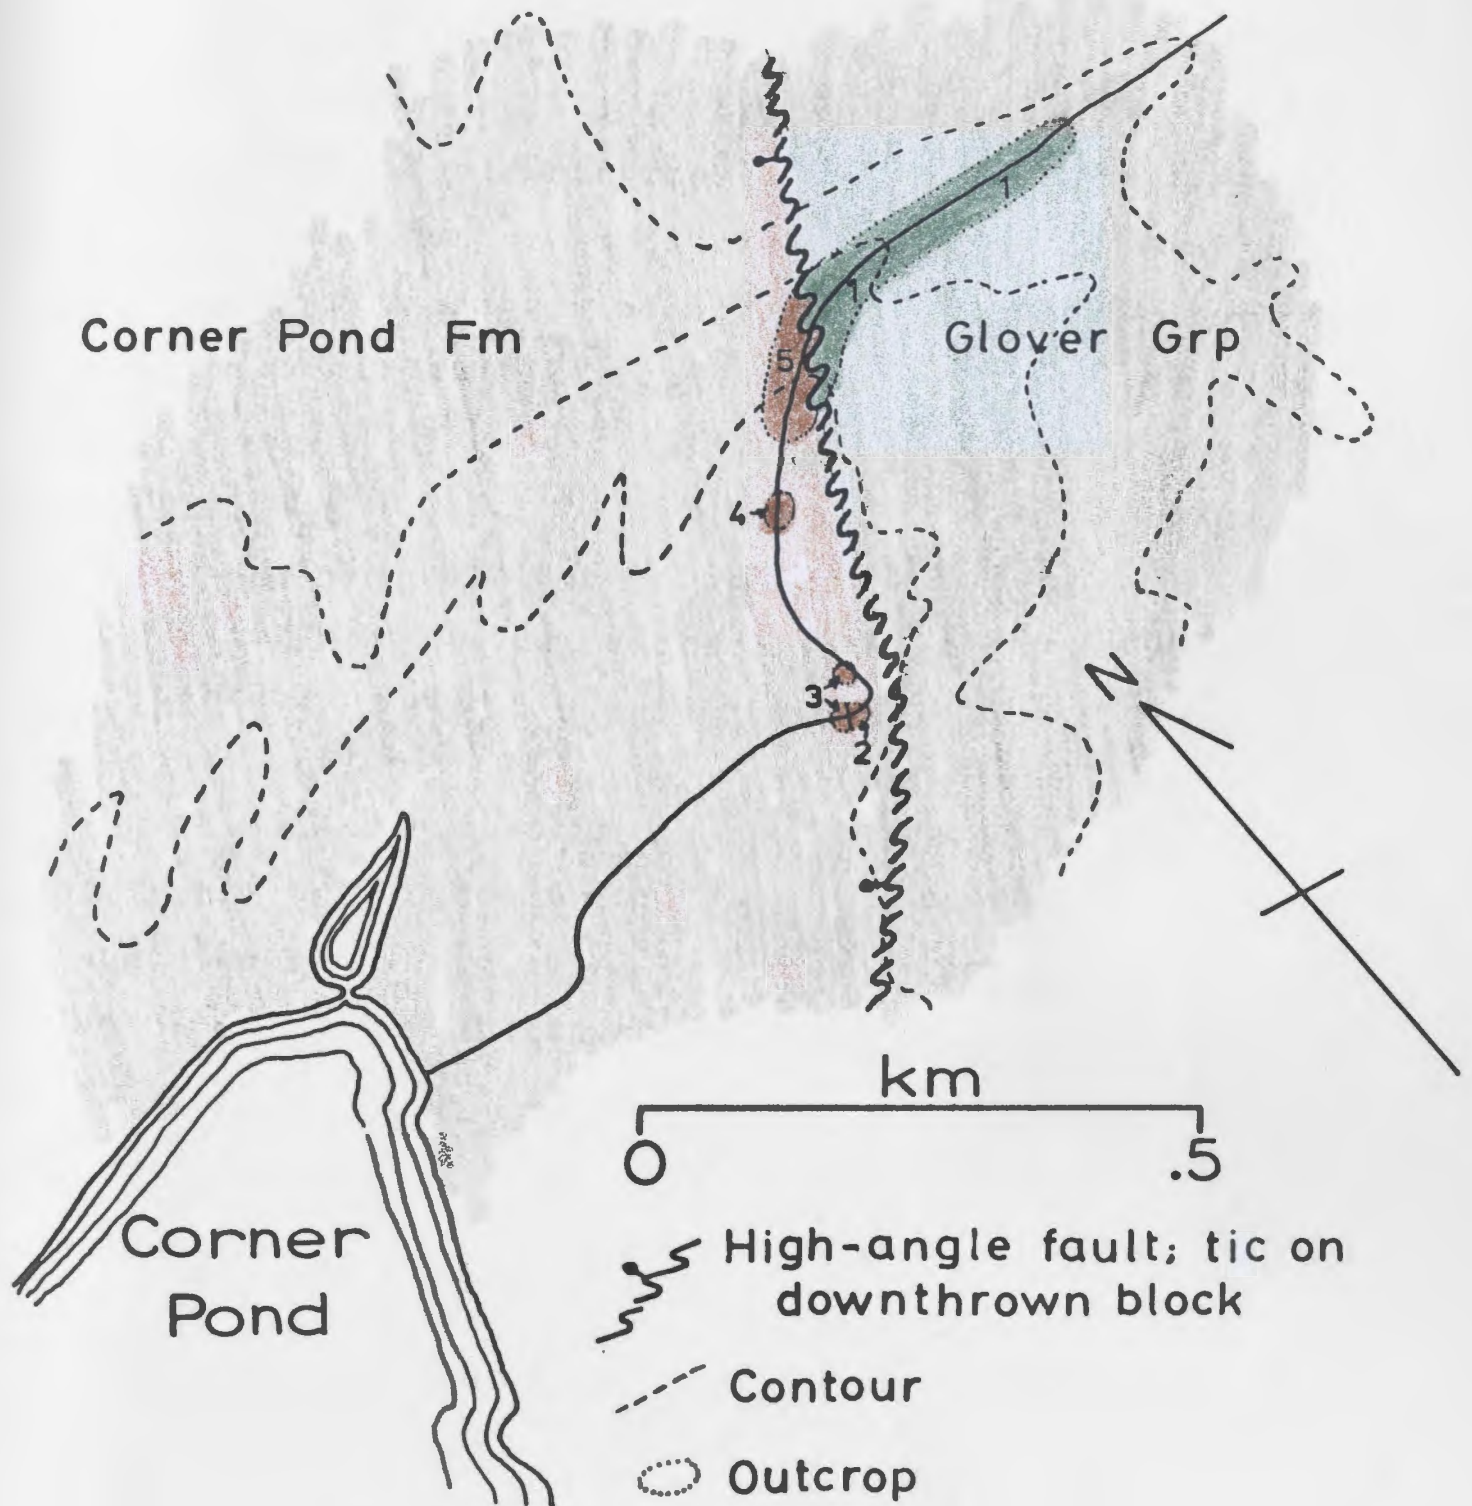 1
1
Corner Pond Fm
Glover Grp
5
4
N
3
2
km
0 .5
Corner
Pond
High-angle fault; tic on
downthrown block
Contour
Outcrop